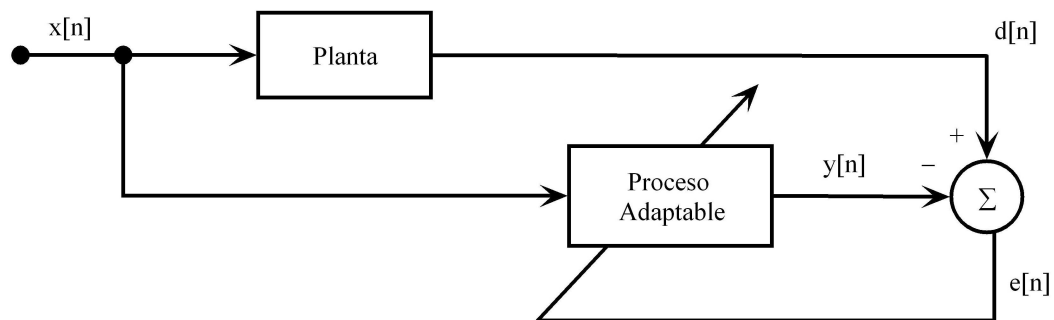 x[n]
Planta
d[n]
+
−
y[n]
Proceso
Adaptable
Σ
e[n]